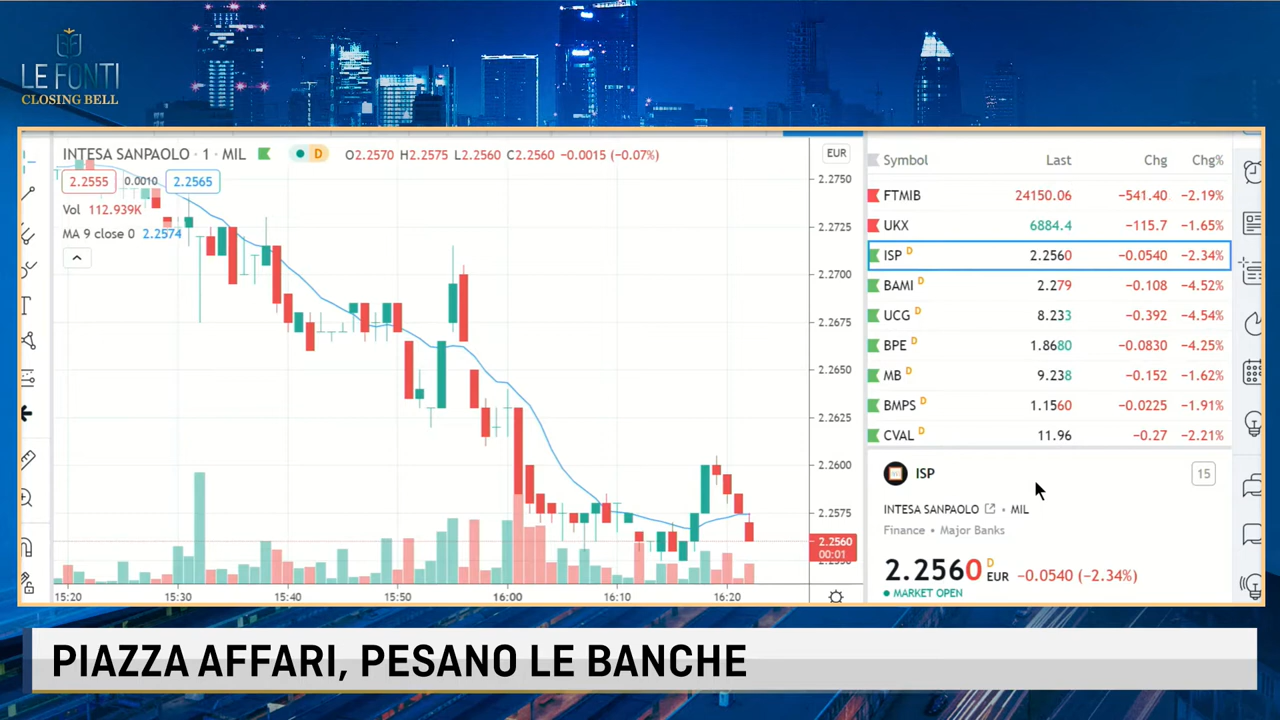 LE FONTI
CLOSING BELL
INTESA SANPAOLO · 1 · MIL D O2.2570 H2.2575 L2.2560 C2.2560 −0.0015 (−0.07%)
2.2555 0.0010 2.2565
Vol 112.939K
MA 9 close 0 2.2574
EUR
2.2750
2.2725
2.2700
2.2675
2.2650
2.2625
2.2600
2.2575
2.2560
00:01
15:20 15:30 15:40 15:50 16:00 16:10 16:20
Symbol Last Chg Chg%
FTMIB 24150.06 −541.40 −2.19%
UKX 6884.4 −115.7 −1.65%
ISP D 2.2560 −0.0540 −2.34%
BAMI D 2.279 −0.108 −4.52%
UCG D 8.233 −0.392 −4.54%
BPE D 1.8680 −0.0830 −4.25%
MB D 9.238 −0.152 −1.62%
BMPS D 1.1560 −0.0225 −1.91%
CVAL D 11.96 −0.27 −2.21%
ISP 15
INTESA SANPAOLO • MIL
Finance • Major Banks
2.2560 D EUR −0.0540 (−2.34%)
MARKET OPEN
PIAZZA AFFARI, PESANO LE BANCHE